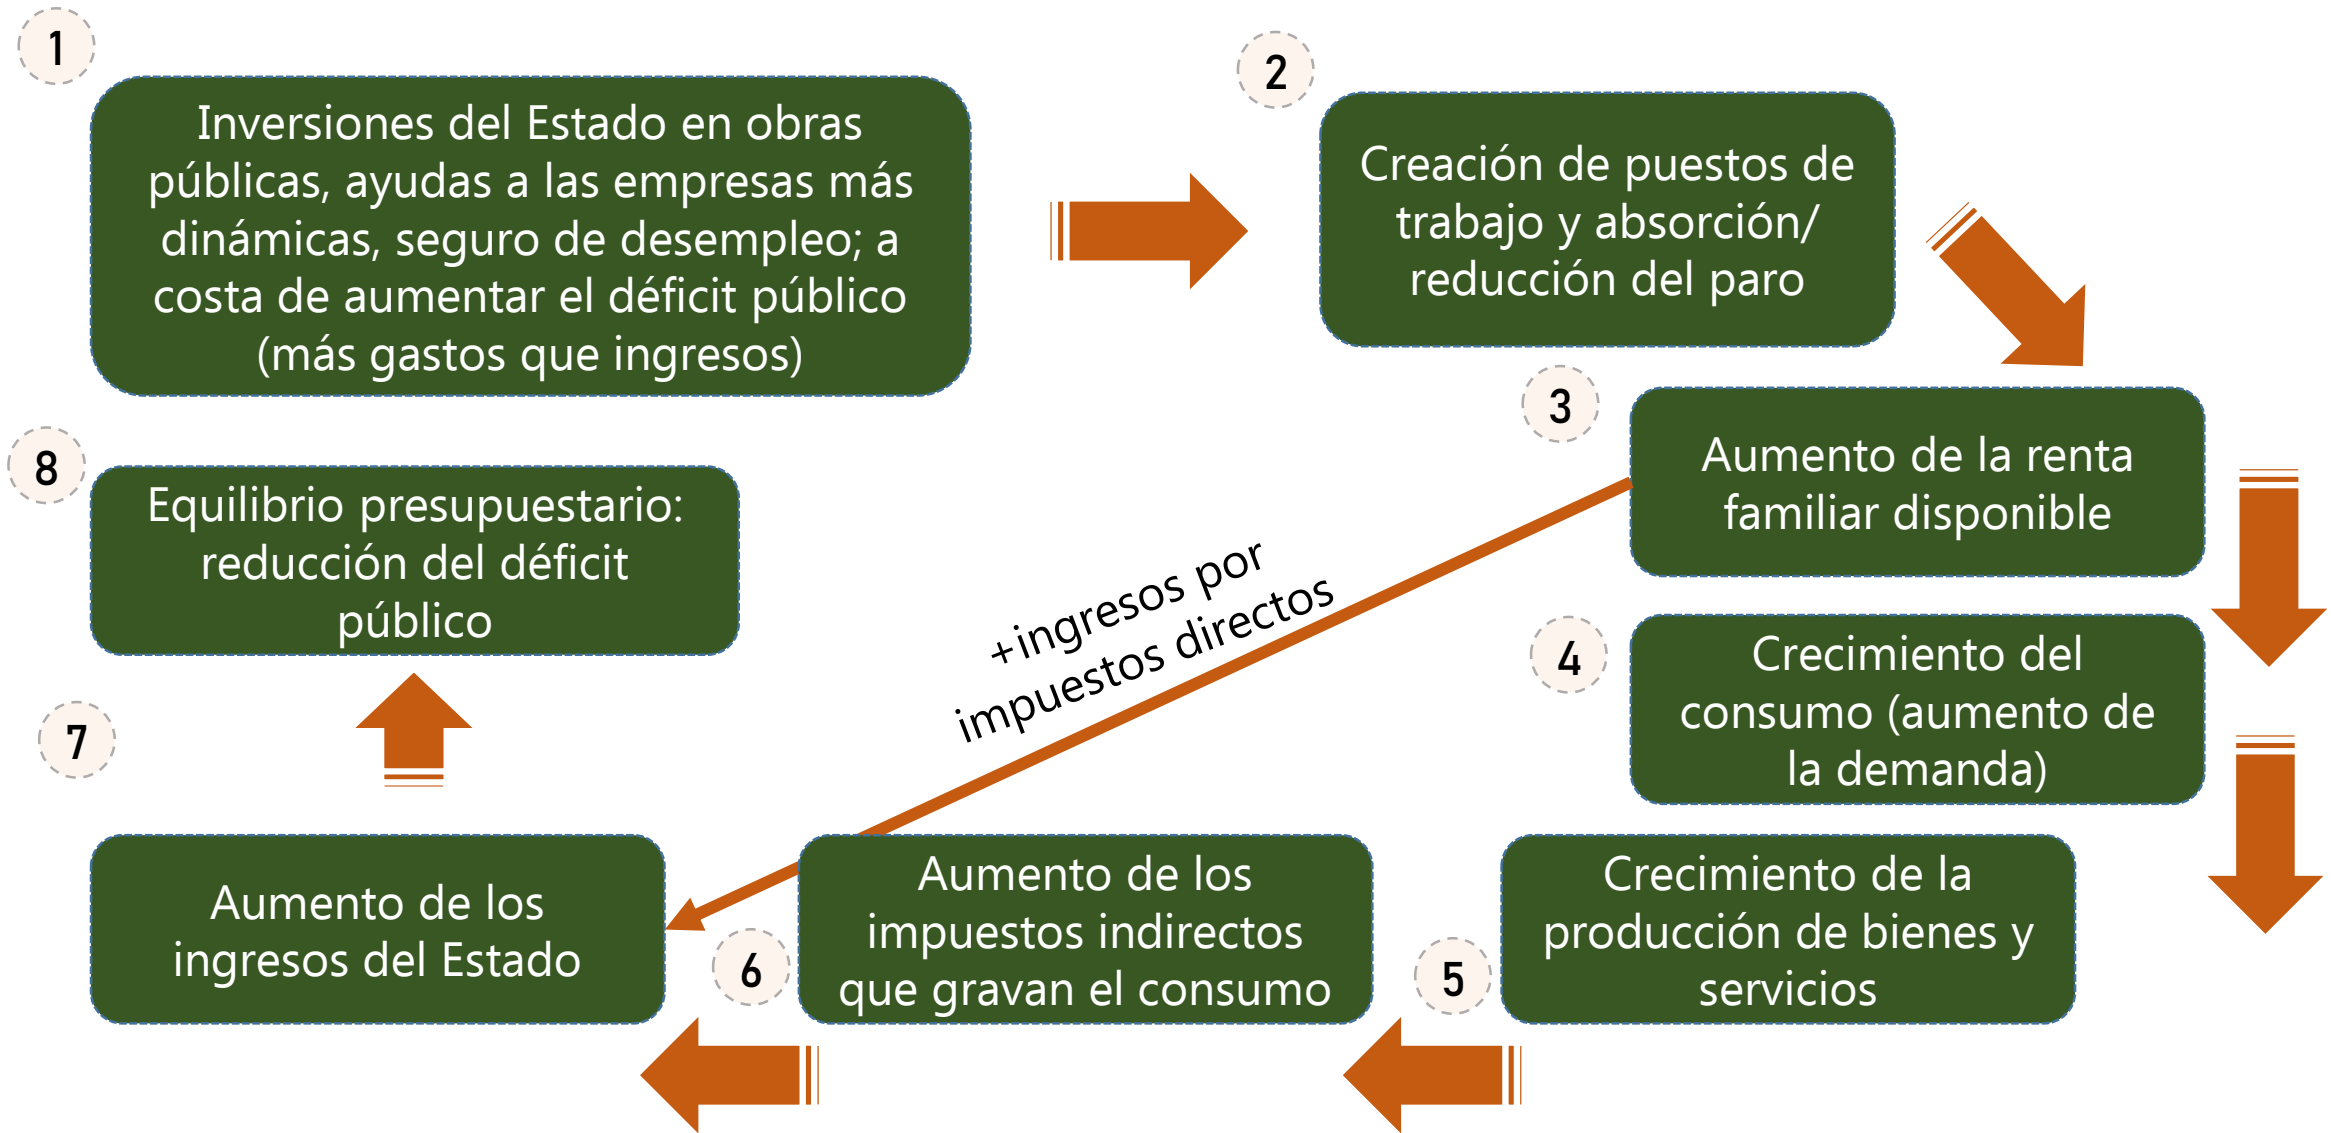 1
Inversiones del Estado en obras
públicas, ayudas a las empresas más
dinámicas, seguro de desempleo; a
costa de aumentar el déficit público
(más gastos que ingresos)
2
Creación de puestos de
trabajo y absorción/
reducción del paro
3
Aumento de la renta
familiar disponible
+ingresos por
impuestos directos
4
Crecimiento del
consumo (aumento de
la demanda)
5
Crecimiento de la
producción de bienes y
servicios
6
Aumento de los
impuestos indirectos
que gravan el consumo
7
Aumento de los
ingresos del Estado
8
Equilibrio presupuestario:
reducción del déficit
público